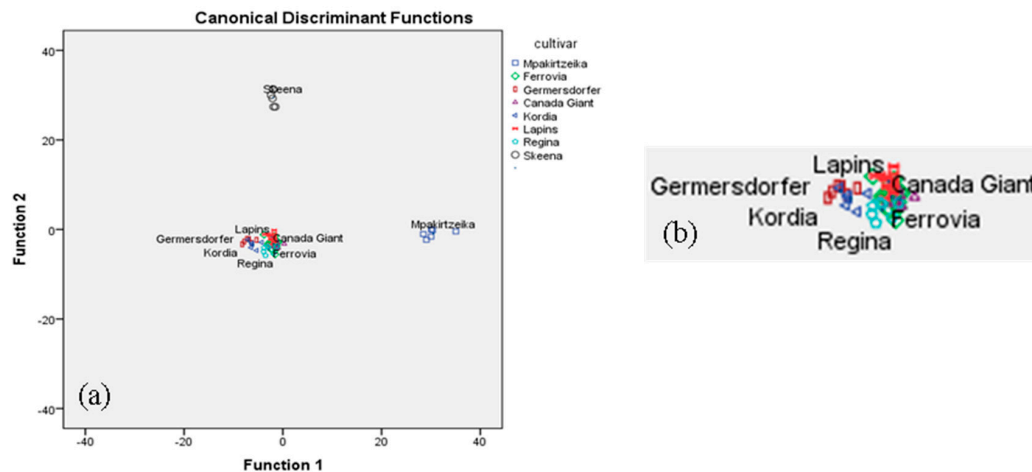 Canonical Discriminant Functions
cultivar
Mpakirtzeika
Ferrovia
Germersdorfer
Canada Giant
Kordia
Lapins
Regina
Skeena
40
20
0
-20
-40
Function 2
Skeena
Mpakirtzeika
Lapins
Germersdorfer
Canada Giant
Kordia
Ferrovia
Regina
(a)
-40
-20
0
20
40
Function 1
Lapins
Germersdorfer
Canada Giant
Kordia
Ferrovia
Regina
(b)